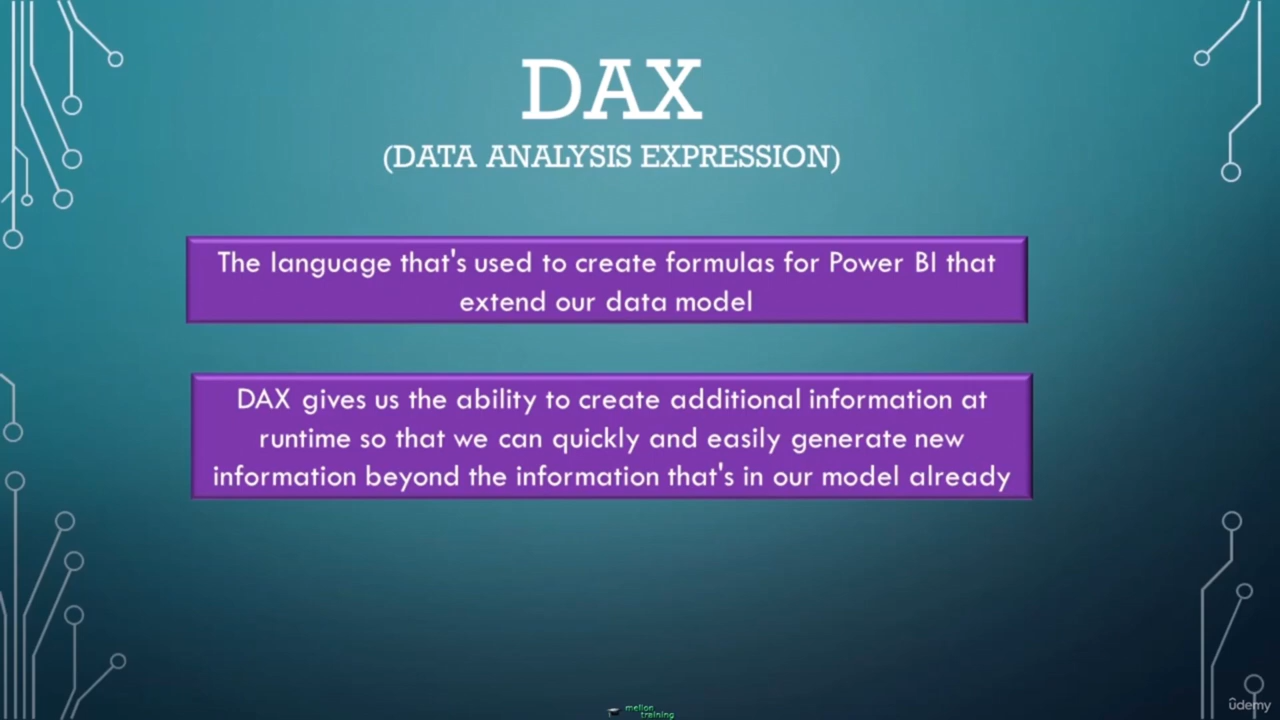 DAX
(DATA ANALYSIS EXPRESSION)
The language that's used to create formulas for Power BI that
extend our data model
DAX gives us the ability to create additional information at
runtime so that we can quickly and easily generate new
information beyond the information that's in our model already
mellon
training
ûdemy